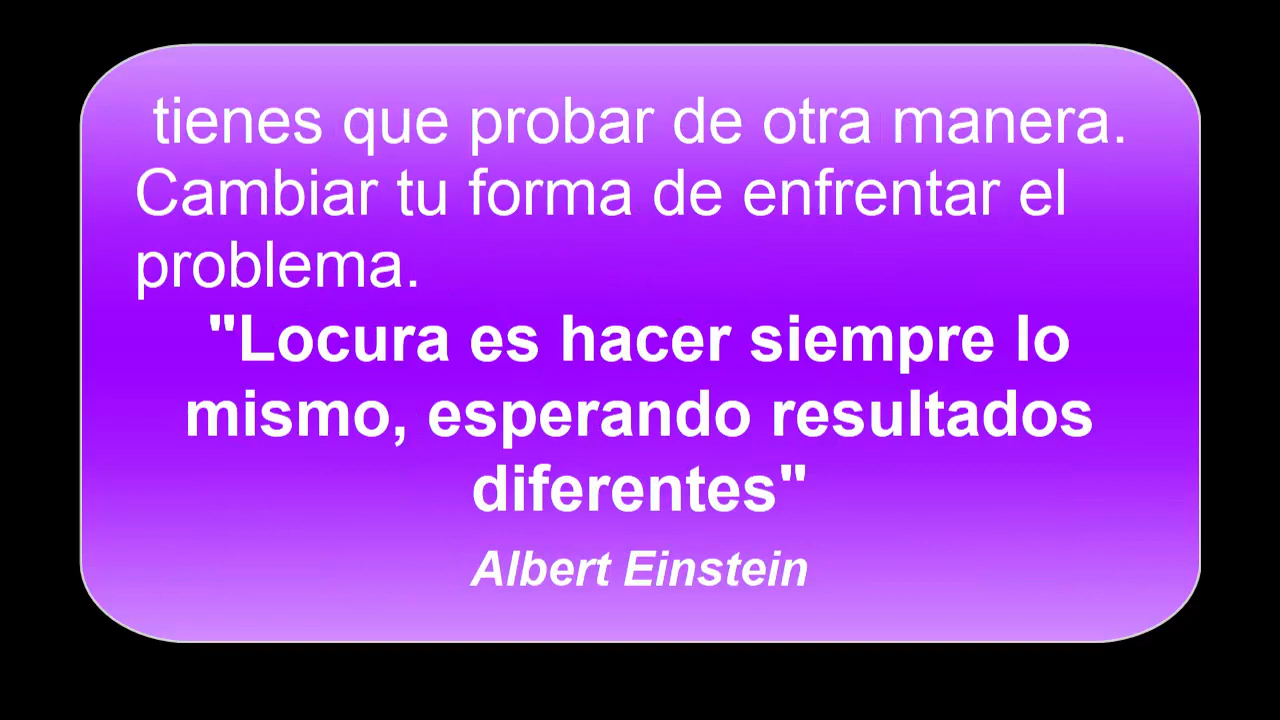 tienes que probar de otra manera.
Cambiar tu forma de enfrentar el
problema.
"Locura es hacer siempre lo
mismo, esperando resultados
diferentes"
Albert Einstein